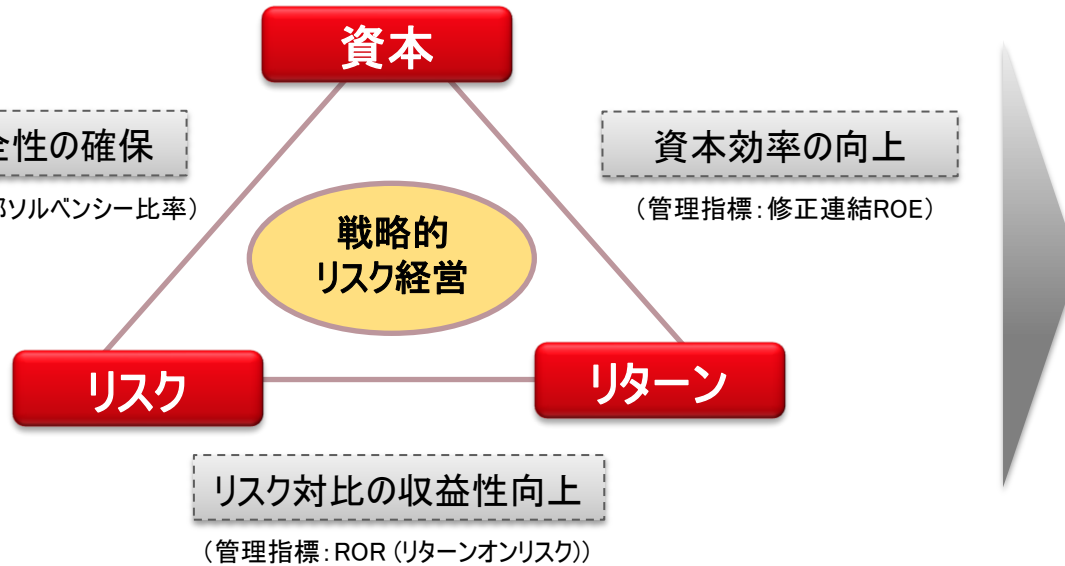 資本
全性の確保
資本効率の向上
部ソルベンシー比率）
（管理指標：修正連結ROE）
戦略的
リスク経営
リスク
リターン
リスク対比の収益性向上
（管理指標：ROR (リターンオンリスク)）